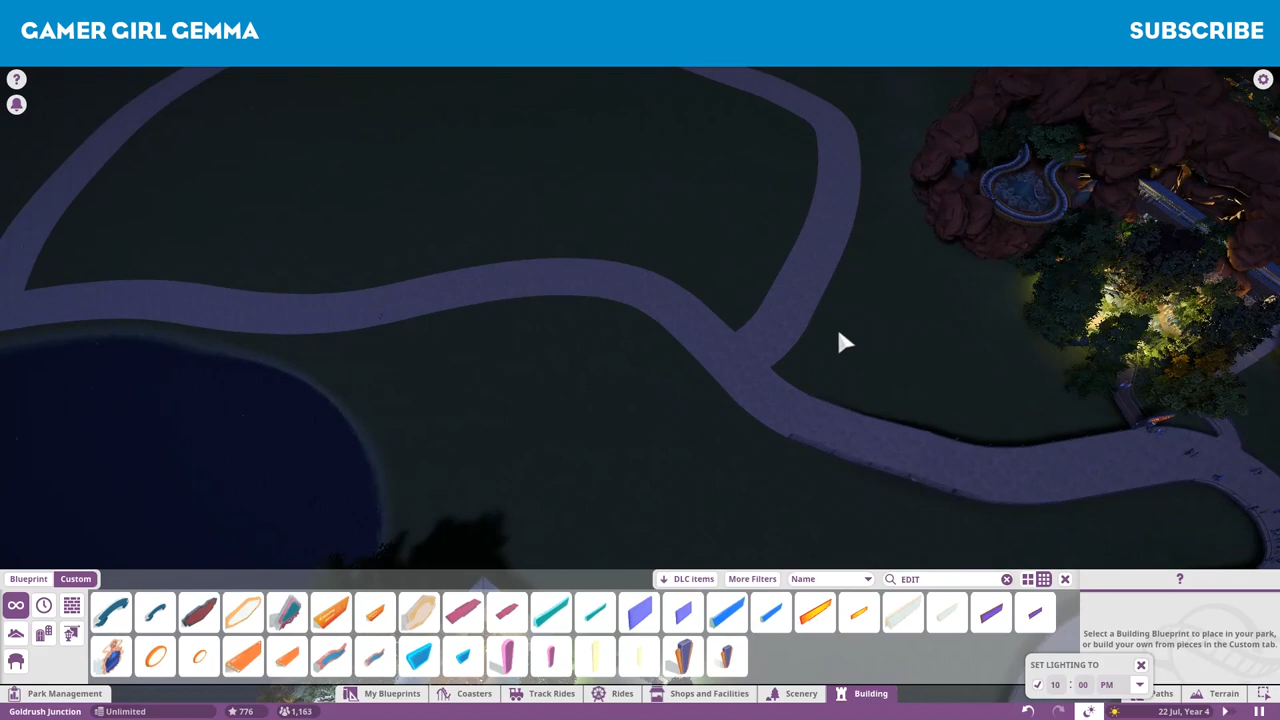 GAMER GIRL GEMMA
SUBSCRIBE
?
Blueprint
Custom
DLC items
More Filters
Name
EDIT
?
Select a Building Blueprint to place in your park,
or build your own from pieces in the Custom tab.
SET LIGHTING TO
10 : 00 PM
Park Management
My Blueprints
Coasters
Track Rides
Rides
Shops and Facilities
Scenery
Building
Paths
Terrain
Goldrush Junction
Unlimited
776
1,163
22 Jul, Year 4